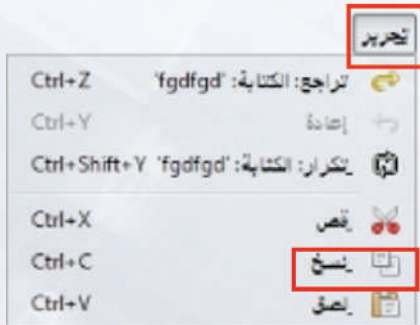 تحرير
تراجع: الكتابة: 'fgdfgd' Ctrl+Z
إعادة Ctrl+Y
تكرار: الكتابة: 'fgdfgd' Ctrl+Shift+Y
قص Ctrl+X
نسخ Ctrl+C
لصق Ctrl+V